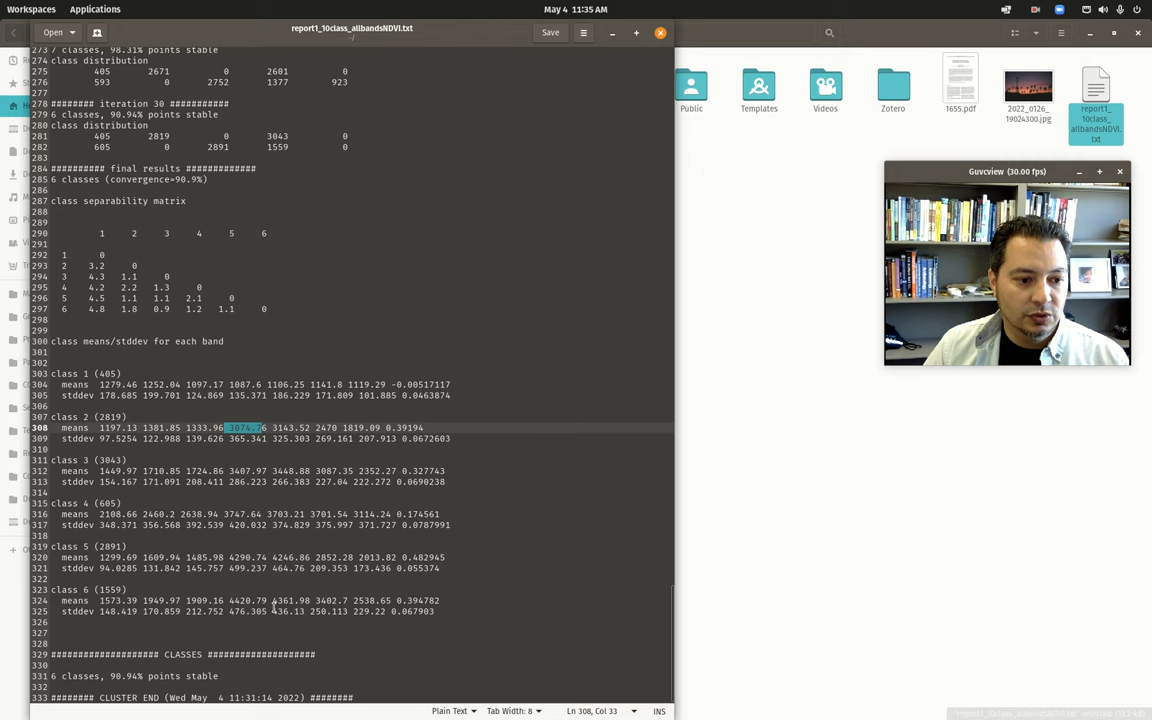 Workspaces Applications May 4 11:35 AM
Open report1_10class_allbandsNDVI.txt Save
~/
273 7 classes, 98.31% points stable
274 class distribution
275 405 2671 0 2601 0
276 593 0 2752 1377 923
277
278 ######## iteration 30 ###########
279 6 classes, 90.94% points stable
280 class distribution
281 405 2819 0 3043 0
282 605 0 2891 1559 0
283
284 ########## final results #############
285 6 classes (convergence=90.9%)
286
287 class separability matrix
288
289
290 1 2 3 4 5 6
291
292 1 0
293 2 3.2 0
294 3 4.3 1.1 0
295 4 4.2 2.2 1.3 0
296 5 4.5 1.1 1.1 2.1 0
297 6 4.8 1.8 0.9 1.2 1.1 0
298
299
300 class means/stddev for each band
301
302
303 class 1 (405)
304 means 1279.46 1252.04 1097.17 1087.6 1106.25 1141.8 1119.29 -0.00517117
305 stddev 178.685 199.701 124.869 135.371 186.229 171.809 101.885 0.0463874
306
307 class 2 (2819)
308 means 1197.13 1381.85 1333.96 3074.76 3143.52 2470 1819.09 0.39194
309 stddev 97.5254 122.988 139.626 365.341 325.303 269.161 207.913 0.0672603
310
311 class 3 (3043)
312 means 1449.97 1710.85 1724.86 3407.97 3448.88 3087.35 2352.27 0.327743
313 stddev 154.167 171.091 208.411 286.223 266.383 227.04 222.272 0.0690238
314
315 class 4 (605)
316 means 2108.66 2460.2 2638.94 3747.64 3703.21 3701.54 3114.24 0.174561
317 stddev 348.371 356.568 392.539 420.032 374.829 375.997 371.727 0.0787991
318
319 class 5 (2891)
320 means 1299.69 1609.94 1485.98 4290.74 4246.86 2852.28 2013.82 0.482945
321 stddev 94.0285 131.842 145.757 499.237 464.76 209.353 173.436 0.055374
322
323 class 6 (1559)
324 means 1573.39 1949.97 1909.16 4420.79 4361.98 3402.7 2538.65 0.394782
325 stddev 148.419 170.859 212.752 476.305 436.13 250.113 229.22 0.067903
326
327
328
329 #################### CLASSES ####################
330
331 6 classes, 90.94% points stable
332
333 ######## CLUSTER END (Wed May 4 11:31:14 2022) ########
Plain Text Tab Width: 8 Ln 308, Col 33 INS
Public
Templates
Videos
Zotero
1655.pdf
2022_0126_
19024300.jpg
report1_
10class_
allbandsNDVI.
txt
Guvcview (30.00 fps)